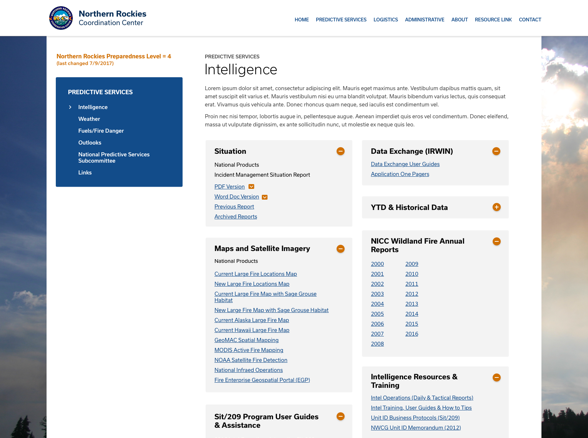 Northern Rockies
Coordination Center
HOME PREDICTIVE SERVICES LOGISTICS ADMINISTRATIVE ABOUT RESOURCE LINK CONTACT
Northern Rockies Preparedness Level = 4
(last changed 7/9/2017)
PREDICTIVE SERVICES
Intelligence
Weather
Fuels/Fire Danger
Outlooks
National Predictive Services
Subcommittee
Links
PREDICTIVE SERVICES
Intelligence
Lorem ipsum dolor sit amet, consectetur adipiscing elit. Mauris eget maximus ante. Vestibulum dapibus mattis quam, sit
amet suscipit elit varius et. Mauris vestibulum nisi eu urna blandit volutpat. Mauris bibendum varius lectus, quis consequat
erat. Vivamus quis vehicula ante. Donec rhoncus quam neque, sed iaculis est condimentum vel.
Proin nec nisi tempor, lobortis augue in, pellentesque augue. Aenean imperdiet quis eros vel condimentum. Donec eleifend,
massa ut vulputate dignissim, ex ante sollicitudin nunc, ut molestie ex neque quis leo.
Situation
National Products
Incident Management Situation Report
PDF Version
Word Doc Version
Previous Report
Archived Reports
Maps and Satellite Imagery
National Products
Current Large Fire Locations Map
New Large Fire Locations Map
Current Large Fire Map with Sage Grouse
Habitat
New Large Fire Map with Sage Grouse Habitat
Current Alaska Large Fire Map
Current Hawaii Large Fire Map
GeoMAC Spatial Mapping
MODIS Active Fire Mapping
NOAA Satellite Fire Detection
National Infraed Operations
Fire Enterprise Geospatial Portal (EGP)
Sit/209 Program User Guides
& Assistance
Data Exchange (IRWIN)
Data Exchange User Guides
Application One Pagers
YTD & Historical Data
NICC Wildland Fire Annual
Reports
2000 2009
2001 2010
2002 2011
2003 2012
2004 2013
2005 2014
2006 2015
2007 2016
2008
Intelligence Resources &
Training
Intel Operations (Daily & Tactical Reports)
Intel Training, User Guides & How to Tips
Unit ID Business Protocols (Sit/209)
NWCG Unit ID Memorandum (2012)